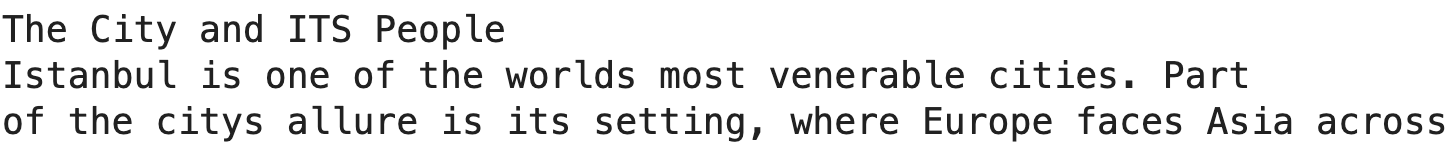 The City and ITS People
Istanbul is one of the worlds most venerable cities. Part
of the citys allure is its setting, where Europe faces Asia across